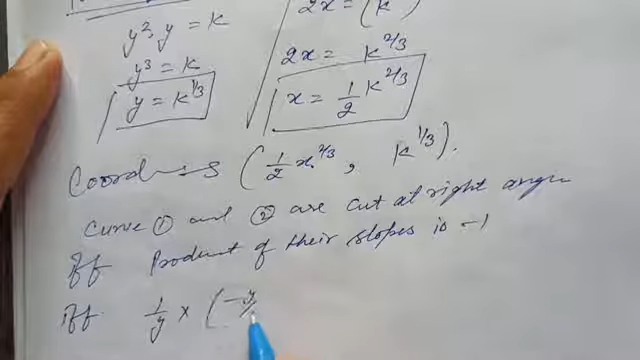 2x = (k
y², y = k
2x = k^2/3
y³ = k
y = k^1/3
x = 1/2 k^2/3
Coordinates (1/2 x^2/3, k^1/3).
Curve ① and ② are cut at right angle
Iff Product of their slopes is -1
Iff 1/y × (-y/